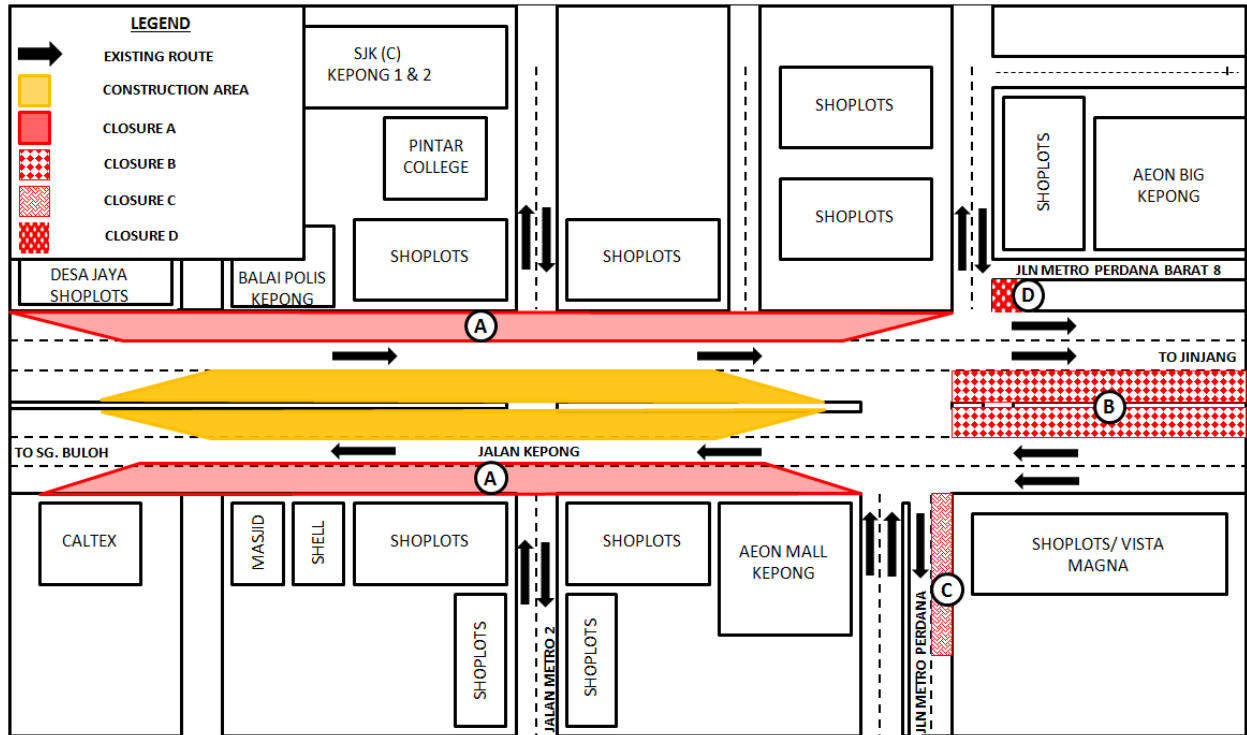 LEGEND
EXISTING ROUTE
CONSTRUCTION AREA
CLOSURE A
CLOSURE B
CLOSURE C
CLOSURE D
SJK (C)
KEPONG 1 & 2
PINTAR
COLLEGE
SHOPLOTS
SHOPLOTS
SHOPLOTS
AEON BIG
KEPONG
DESA JAYA
SHOPLOTS
BALAI POLIS
KEPONG
SHOPLOTS
SHOPLOTS
JLN METRO PERDANA BARAT 8
D
A
TO JINJANG
B
TO SG. BULOH
JALAN KEPONG
A
CALTEX
MASJID
SHELL
SHOPLOTS
SHOPLOTS
AEON MALL
KEPONG
SHOPLOTS/ VISTA
MAGNA
C
SHOPLOTS
JALAN METRO 2
SHOPLOTS
JLN METRO PERDANA